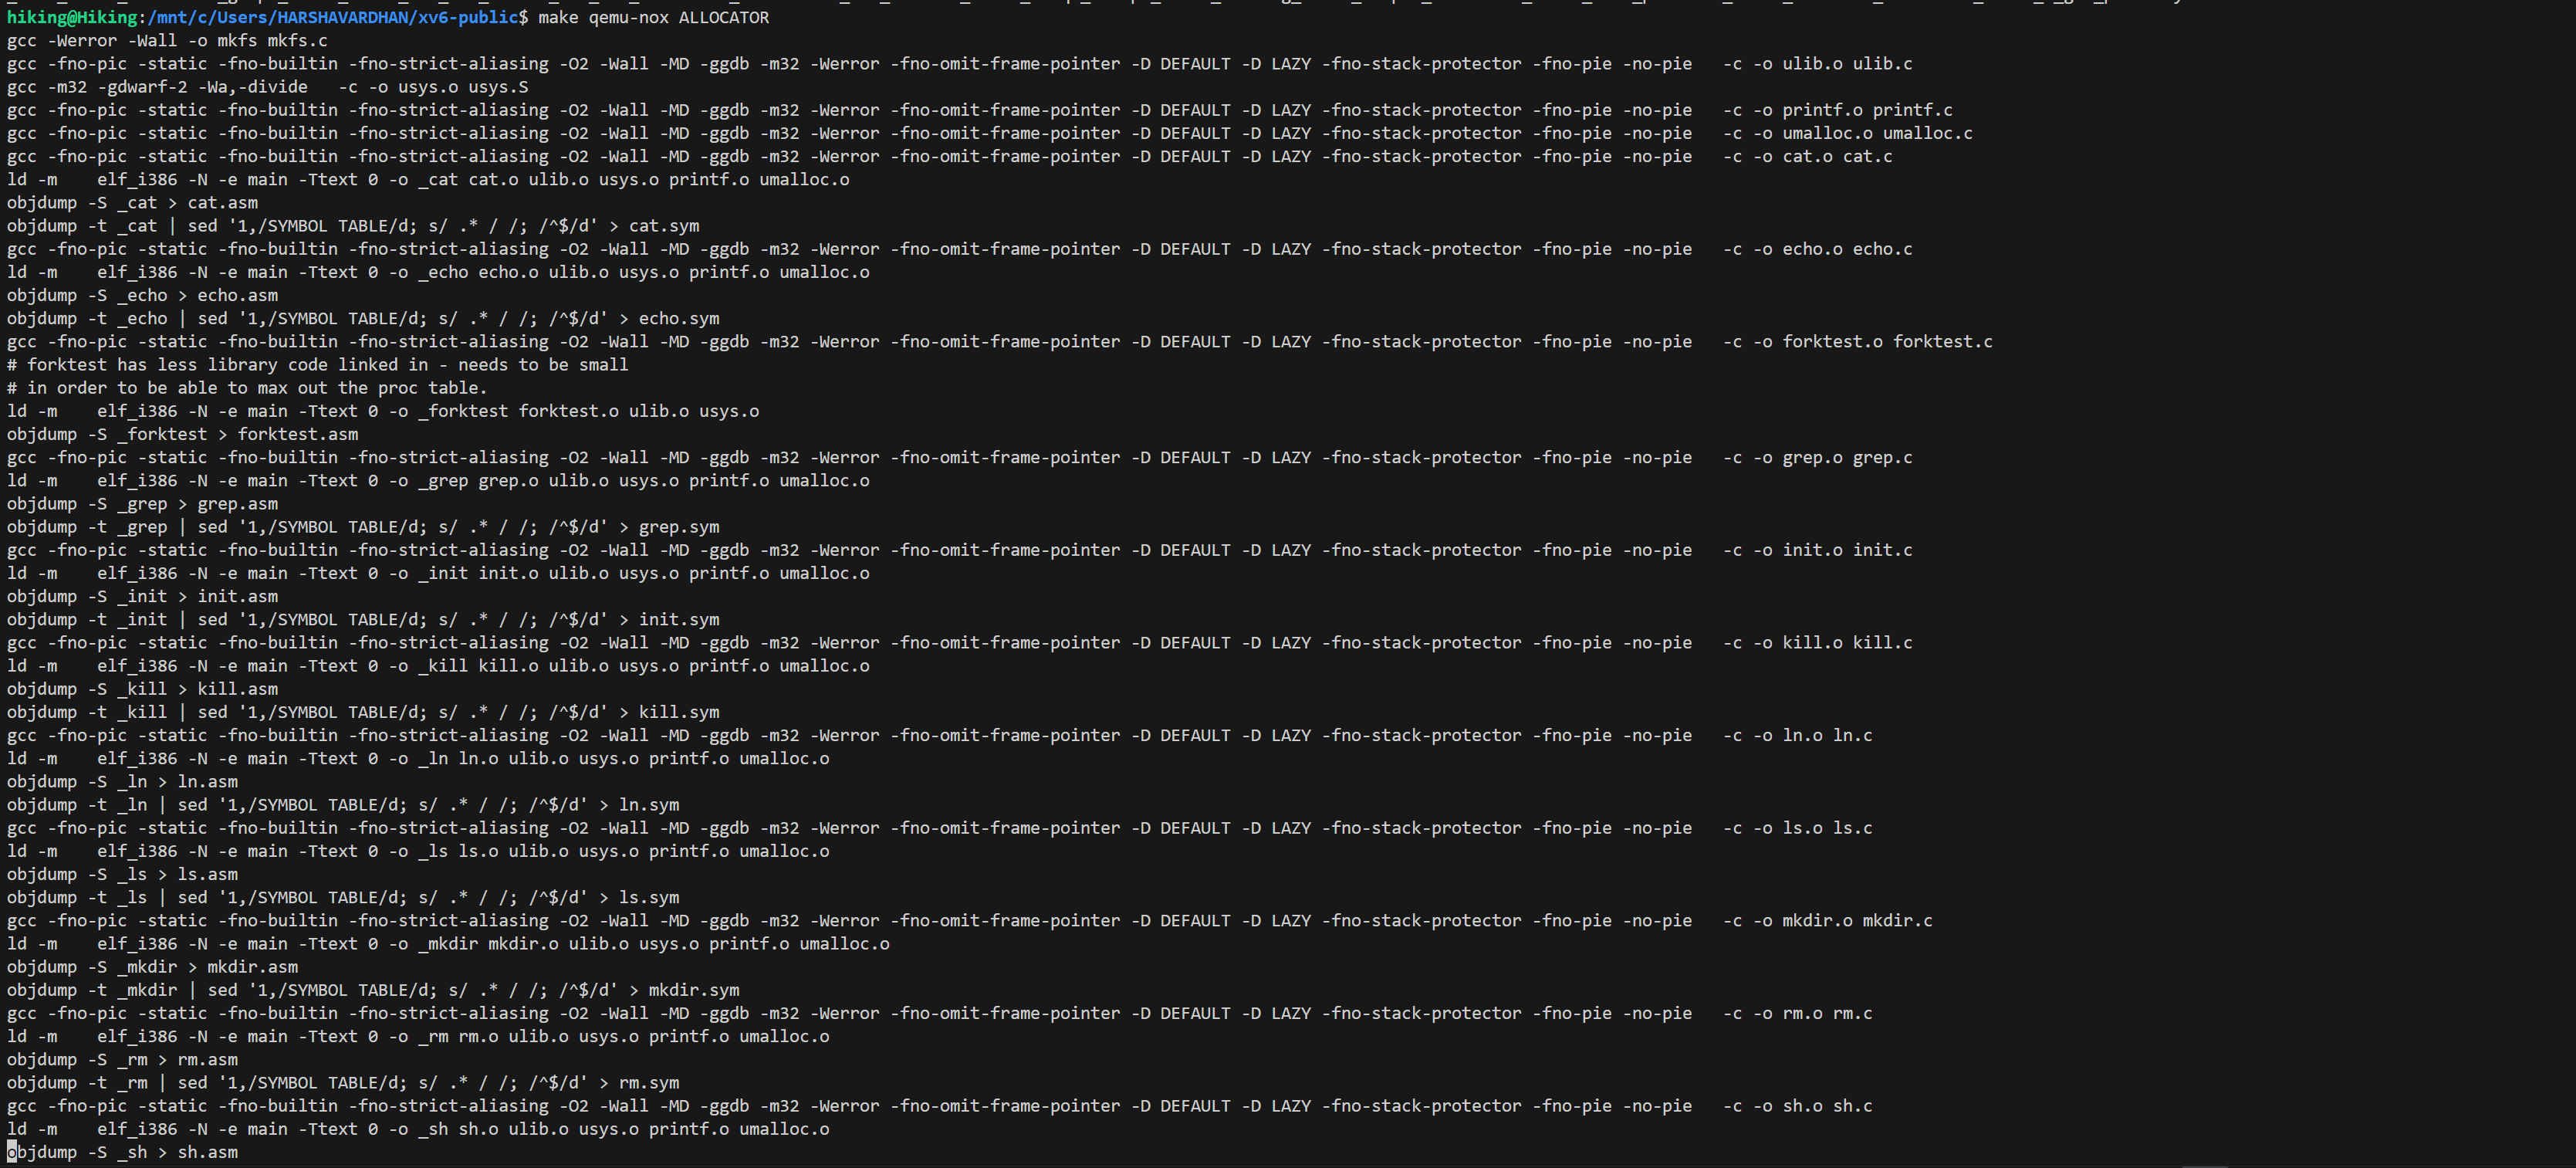 hiking@Hiking:/mnt/c/Users/HARSHAVARDHAN/xv6-public$ make qemu-nox ALLOCATOR
gcc -Werror -Wall -o mkfs mkfs.c
gcc -fno-pic -static -fno-builtin -fno-strict-aliasing -O2 -Wall -MD -ggdb -m32 -Werror -fno-omit-frame-pointer -D DEFAULT -D LAZY -fno-stack-protector -fno-pie -no-pie   -c -o ulib.o ulib.c
gcc -m32 -gdwarf-2 -Wa,-divide   -c -o usys.o usys.S
gcc -fno-pic -static -fno-builtin -fno-strict-aliasing -O2 -Wall -MD -ggdb -m32 -Werror -fno-omit-frame-pointer -D DEFAULT -D LAZY -fno-stack-protector -fno-pie -no-pie   -c -o printf.o printf.c
gcc -fno-pic -static -fno-builtin -fno-strict-aliasing -O2 -Wall -MD -ggdb -m32 -Werror -fno-omit-frame-pointer -D DEFAULT -D LAZY -fno-stack-protector -fno-pie -no-pie   -c -o umalloc.o umalloc.c
gcc -fno-pic -static -fno-builtin -fno-strict-aliasing -O2 -Wall -MD -ggdb -m32 -Werror -fno-omit-frame-pointer -D DEFAULT -D LAZY -fno-stack-protector -fno-pie -no-pie   -c -o cat.o cat.c
ld -m    elf_i386 -N -e main -Ttext 0 -o _cat cat.o ulib.o usys.o printf.o umalloc.o
objdump -S _cat > cat.asm
objdump -t _cat | sed '1,/SYMBOL TABLE/d; s/ .* / /; /^$/d' > cat.sym
gcc -fno-pic -static -fno-builtin -fno-strict-aliasing -O2 -Wall -MD -ggdb -m32 -Werror -fno-omit-frame-pointer -D DEFAULT -D LAZY -fno-stack-protector -fno-pie -no-pie   -c -o echo.o echo.c
ld -m    elf_i386 -N -e main -Ttext 0 -o _echo echo.o ulib.o usys.o printf.o umalloc.o
objdump -S _echo > echo.asm
objdump -t _echo | sed '1,/SYMBOL TABLE/d; s/ .* / /; /^$/d' > echo.sym
gcc -fno-pic -static -fno-builtin -fno-strict-aliasing -O2 -Wall -MD -ggdb -m32 -Werror -fno-omit-frame-pointer -D DEFAULT -D LAZY -fno-stack-protector -fno-pie -no-pie   -c -o forktest.o forktest.c
# forktest has less library code linked in - needs to be small
# in order to be able to max out the proc table.
ld -m    elf_i386 -N -e main -Ttext 0 -o _forktest forktest.o ulib.o usys.o
objdump -S _forktest > forktest.asm
gcc -fno-pic -static -fno-builtin -fno-strict-aliasing -O2 -Wall -MD -ggdb -m32 -Werror -fno-omit-frame-pointer -D DEFAULT -D LAZY -fno-stack-protector -fno-pie -no-pie   -c -o grep.o grep.c
ld -m    elf_i386 -N -e main -Ttext 0 -o _grep grep.o ulib.o usys.o printf.o umalloc.o
objdump -S _grep > grep.asm
objdump -t _grep | sed '1,/SYMBOL TABLE/d; s/ .* / /; /^$/d' > grep.sym
gcc -fno-pic -static -fno-builtin -fno-strict-aliasing -O2 -Wall -MD -ggdb -m32 -Werror -fno-omit-frame-pointer -D DEFAULT -D LAZY -fno-stack-protector -fno-pie -no-pie   -c -o init.o init.c
ld -m    elf_i386 -N -e main -Ttext 0 -o _init init.o ulib.o usys.o printf.o umalloc.o
objdump -S _init > init.asm
objdump -t _init | sed '1,/SYMBOL TABLE/d; s/ .* / /; /^$/d' > init.sym
gcc -fno-pic -static -fno-builtin -fno-strict-aliasing -O2 -Wall -MD -ggdb -m32 -Werror -fno-omit-frame-pointer -D DEFAULT -D LAZY -fno-stack-protector -fno-pie -no-pie   -c -o kill.o kill.c
ld -m    elf_i386 -N -e main -Ttext 0 -o _kill kill.o ulib.o usys.o printf.o umalloc.o
objdump -S _kill > kill.asm
objdump -t _kill | sed '1,/SYMBOL TABLE/d; s/ .* / /; /^$/d' > kill.sym
gcc -fno-pic -static -fno-builtin -fno-strict-aliasing -O2 -Wall -MD -ggdb -m32 -Werror -fno-omit-frame-pointer -D DEFAULT -D LAZY -fno-stack-protector -fno-pie -no-pie   -c -o ln.o ln.c
ld -m    elf_i386 -N -e main -Ttext 0 -o _ln ln.o ulib.o usys.o printf.o umalloc.o
objdump -S _ln > ln.asm
objdump -t _ln | sed '1,/SYMBOL TABLE/d; s/ .* / /; /^$/d' > ln.sym
gcc -fno-pic -static -fno-builtin -fno-strict-aliasing -O2 -Wall -MD -ggdb -m32 -Werror -fno-omit-frame-pointer -D DEFAULT -D LAZY -fno-stack-protector -fno-pie -no-pie   -c -o ls.o ls.c
ld -m    elf_i386 -N -e main -Ttext 0 -o _ls ls.o ulib.o usys.o printf.o umalloc.o
objdump -S _ls > ls.asm
objdump -t _ls | sed '1,/SYMBOL TABLE/d; s/ .* / /; /^$/d' > ls.sym
gcc -fno-pic -static -fno-builtin -fno-strict-aliasing -O2 -Wall -MD -ggdb -m32 -Werror -fno-omit-frame-pointer -D DEFAULT -D LAZY -fno-stack-protector -fno-pie -no-pie   -c -o mkdir.o mkdir.c
ld -m    elf_i386 -N -e main -Ttext 0 -o _mkdir mkdir.o ulib.o usys.o printf.o umalloc.o
objdump -S _mkdir > mkdir.asm
objdump -t _mkdir | sed '1,/SYMBOL TABLE/d; s/ .* / /; /^$/d' > mkdir.sym
gcc -fno-pic -static -fno-builtin -fno-strict-aliasing -O2 -Wall -MD -ggdb -m32 -Werror -fno-omit-frame-pointer -D DEFAULT -D LAZY -fno-stack-protector -fno-pie -no-pie   -c -o rm.o rm.c
ld -m    elf_i386 -N -e main -Ttext 0 -o _rm rm.o ulib.o usys.o printf.o umalloc.o
objdump -S _rm > rm.asm
objdump -t _rm | sed '1,/SYMBOL TABLE/d; s/ .* / /; /^$/d' > rm.sym
gcc -fno-pic -static -fno-builtin -fno-strict-aliasing -O2 -Wall -MD -ggdb -m32 -Werror -fno-omit-frame-pointer -D DEFAULT -D LAZY -fno-stack-protector -fno-pie -no-pie   -c -o sh.o sh.c
ld -m    elf_i386 -N -e main -Ttext 0 -o _sh sh.o ulib.o usys.o printf.o umalloc.o
objdump -S _sh > sh.asm